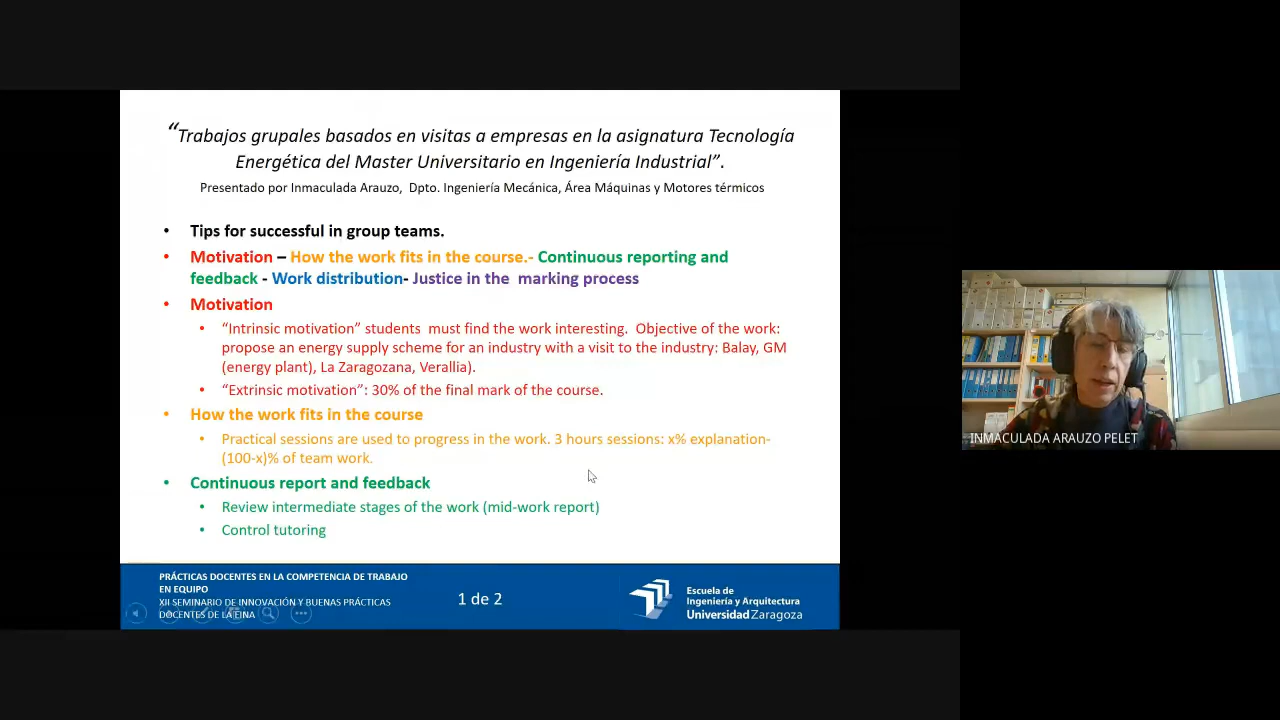 “Trabajos grupales basados en visitas a empresas en la asignatura Tecnología
Energética del Master Universitario en Ingeniería Industrial”.
Presentado por Inmaculada Arauzo, Dpto. Ingeniería Mecánica, Área Máquinas y Motores térmicos
• Tips for successful in group teams.
• Motivation – How the work fits in the course.- Continuous reporting and
feedback - Work distribution- Justice in the marking process
• Motivation
• “Intrinsic motivation” students must find the work interesting. Objective of the work:
propose an energy supply scheme for an industry with a visit to the industry: Balay, GM
(energy plant), La Zaragozana, Verallia).
• “Extrinsic motivation”: 30% of the final mark of the course.
• How the work fits in the course
• Practical sessions are used to progress in the work. 3 hours sessions: x% explanation-
(100-x)% of team work.
• Continuous report and feedback
• Review intermediate stages of the work (mid-work report)
• Control tutoring
PRÁCTICAS DOCENTES EN LA COMPETENCIA DE TRABAJO
EN EQUIPO
XII SEMINARIO DE INNOVACIÓN Y BUENAS PRÁCTICAS
DOCENTES DE LA EINA
1 de 2
Escuela de
Ingeniería y Arquitectura
Universidad Zaragoza
INMACULADA ARAUZO PELET